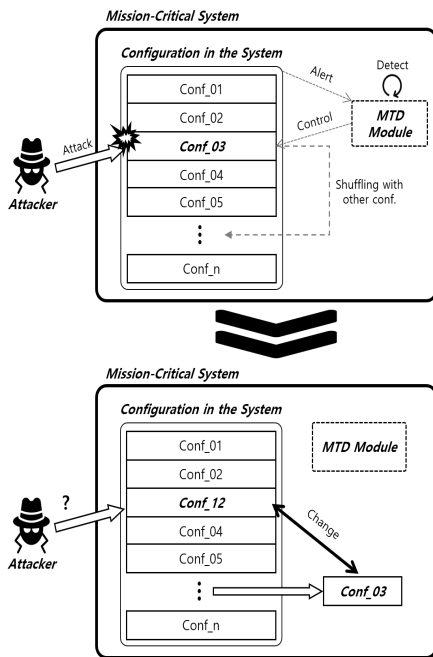 Mission-Critical System
Configuration in the System
Conf_01
Conf_02
Conf_03
Conf_04
Conf_05
Conf_n
Attack
Attacker
Alert
Control
Detect
MTD
Module
Shuffling with
other conf.
Mission-Critical System
Configuration in the System
Conf_01
Conf_02
Conf_12
Conf_04
Conf_05
Conf_n
?
Attacker
MTD Module
Change
Conf_03